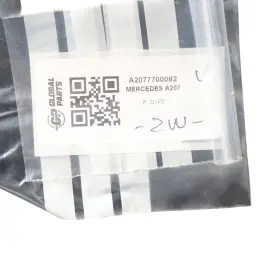 GLOBAL
PARTS
A2077700082
MERCEDES A207
-ZW-